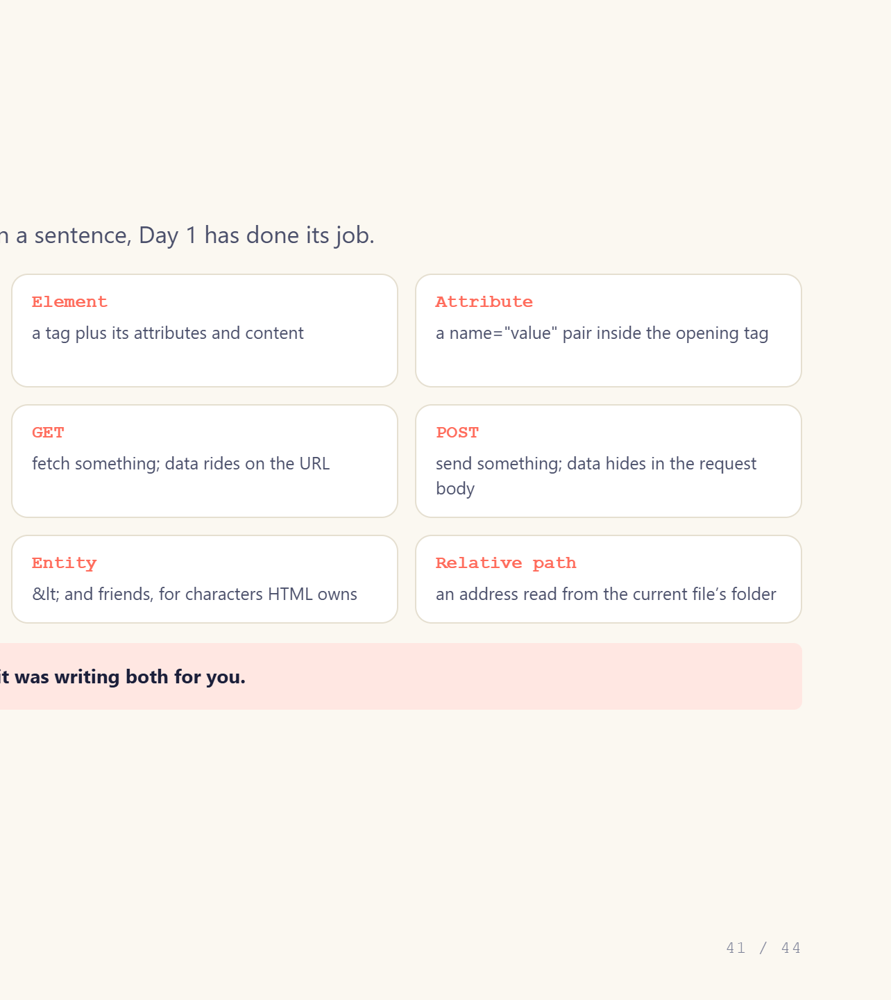 a sentence, Day 1 has done its job.
Element
a tag plus its attributes and content
Attribute
a name="value" pair inside the opening tag
GET
fetch something; data rides on the URL
POST
send something; data hides in the request
body
Entity
&lt; and friends, for characters HTML owns
Relative path
an address read from the current file’s folder
it was writing both for you.
41 / 44